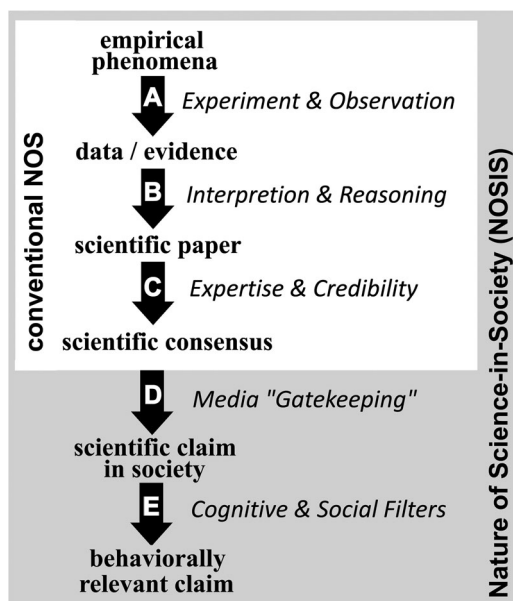 empirical
phenomena
A
Experiment & Observation
data / evidence
B
Interpretion & Reasoning
scientific paper
C
Expertise & Credibility
scientific consensus
D
Media "Gatekeeping"
scientific claim
in society
E
Cognitive & Social Filters
behaviorally
relevant claim
conventional NOS
Nature of Science-in-Society (NOSIS)